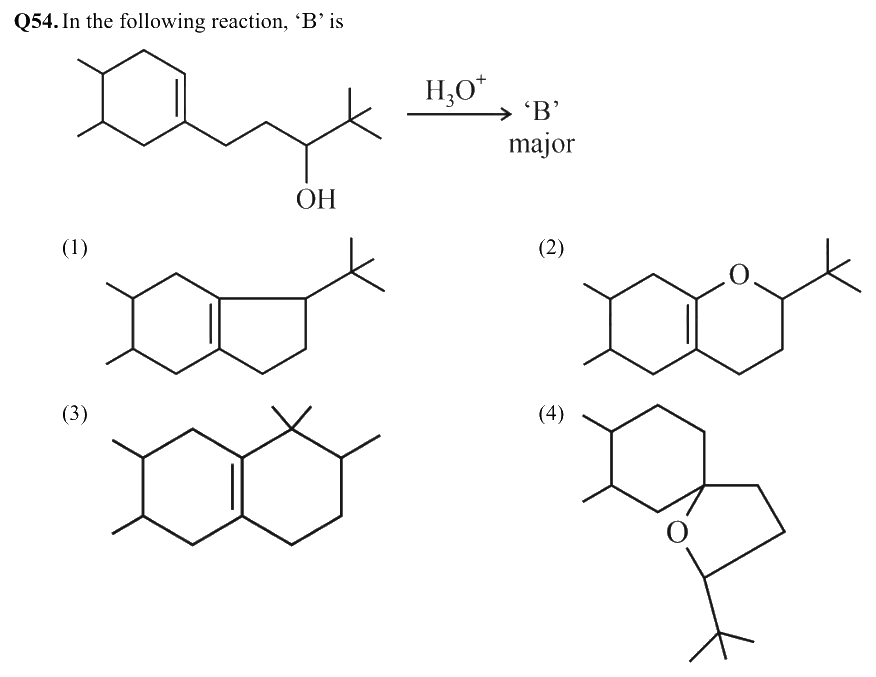 Q54. In the following reaction, ‘B’ is
H₃O⁺
‘B’
major
OH
(1)
(2)
O
(3)
(4)
O